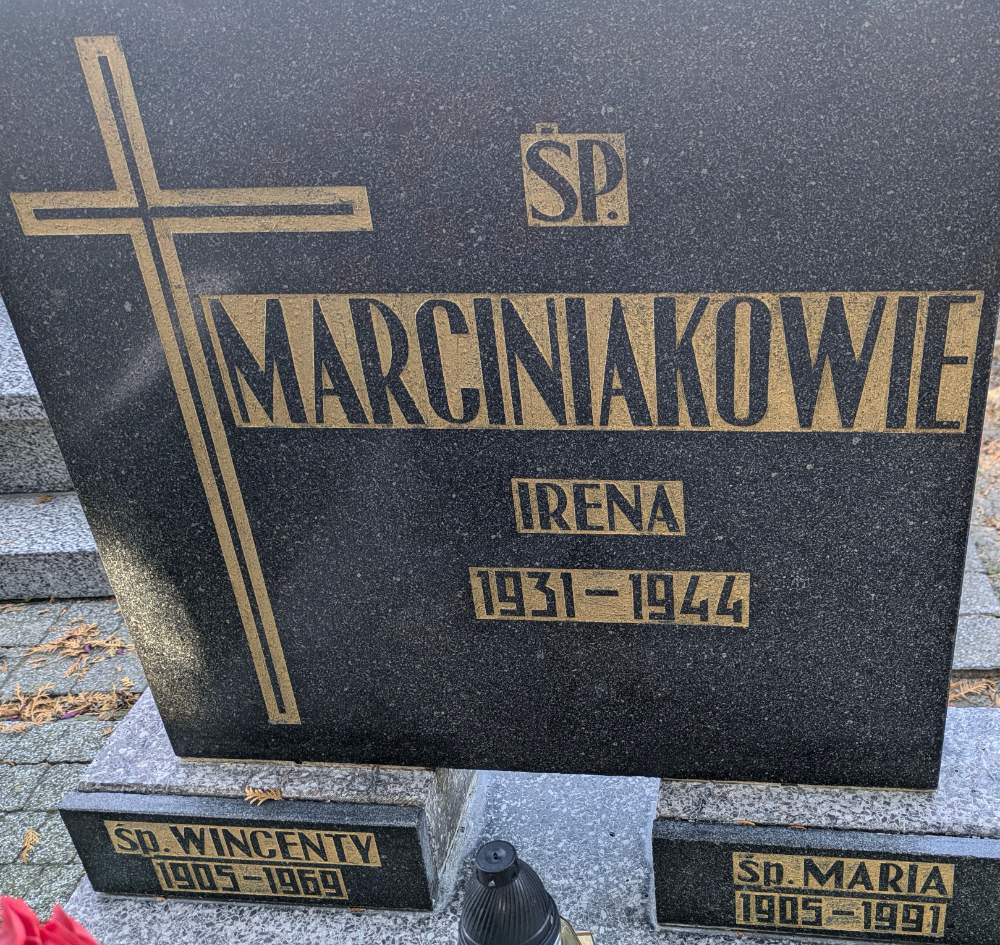 ŚP.
MARCINIAKOWIE
IRENA
1931-1944
Śp. WINCENTY
1905-1969
Śp. MARIA
1905-1991